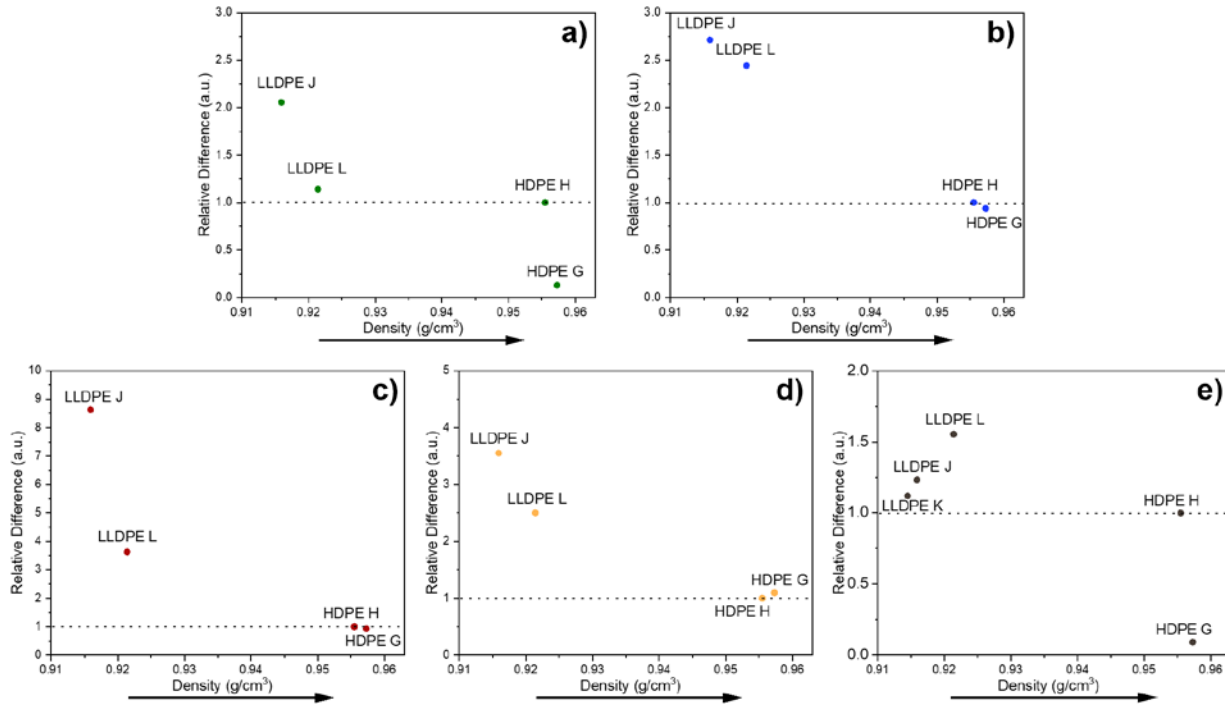 a)
Relative Difference (a.u.)
3.0
2.5
2.0
1.5
1.0
0.5
0.0
LLDPE J
LLDPE L
HDPE H
HDPE G
0.91 0.92 0.93 0.94 0.95 0.96
Density (g/cm³)
b)
Relative Difference (a.u.)
3.0
2.5
2.0
1.5
1.0
0.5
0.0
LLDPE J
LLDPE L
HDPE H
HDPE G
0.91 0.92 0.93 0.94 0.95 0.96
Density (g/cm³)
c)
Relative Difference (a.u.)
10
9
8
7
6
5
4
3
2
1
0
LLDPE J
LLDPE L
HDPE H
HDPE G
0.91 0.92 0.93 0.94 0.95 0.96
Density (g/cm³)
d)
Relative Difference (a.u.)
5
4
3
2
1
0
LLDPE J
LLDPE L
HDPE G
HDPE H
0.91 0.92 0.93 0.94 0.95 0.96
Density (g/cm³)
e)
Relative Difference (a.u.)
2.0
1.5
1.0
0.5
0.0
LLDPE L
LLDPE J
LLDPE K
HDPE H
HDPE G
0.91 0.92 0.93 0.94 0.95 0.96
Density (g/cm³)